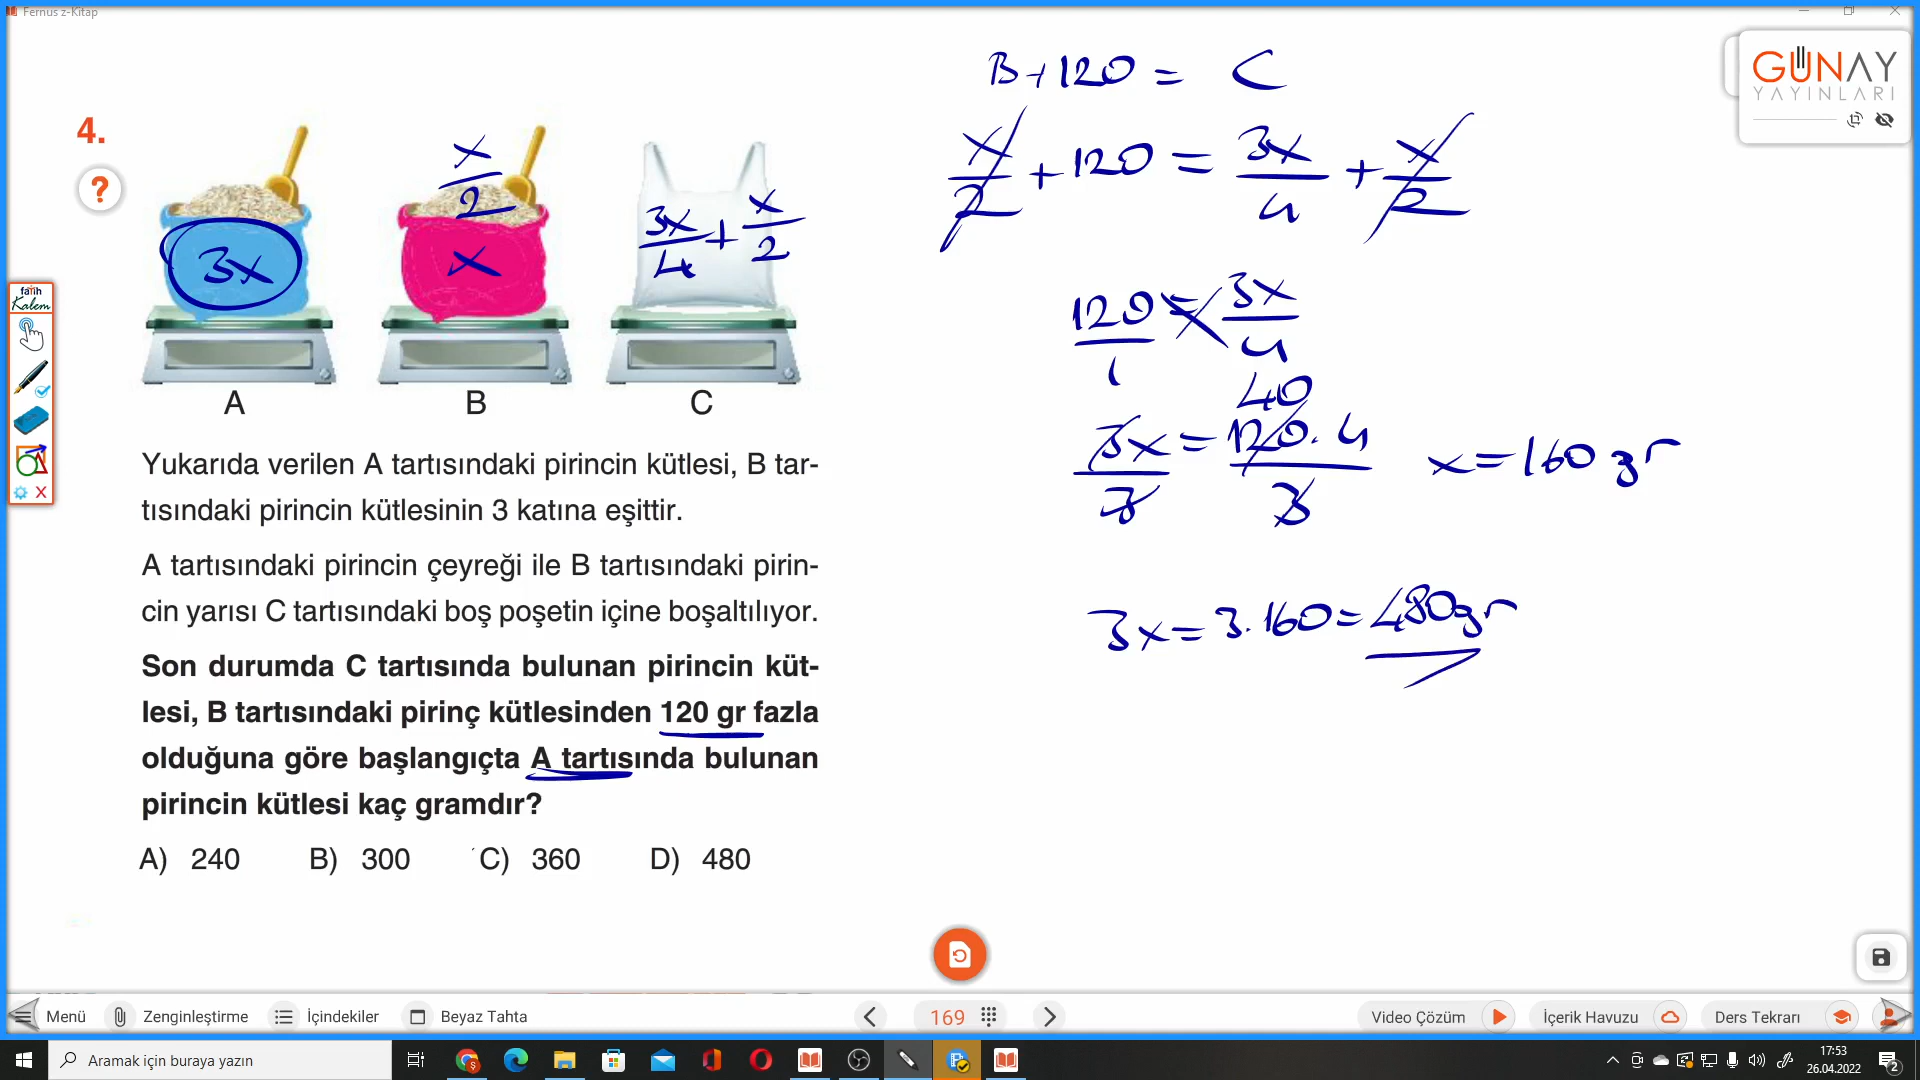 Fernus z-Kitap
GÜNAY
YAYINLARI
4.
?
x/2
3x
x
3x/4 + x/2
A
B
C
Yukarıda verilen A tartısındaki pirincin kütlesi, B tar-
tısındaki pirincin kütlesinin 3 katına eşittir.
A tartısındaki pirincin çeyreği ile B tartısındaki pirin-
cin yarısı C tartısındaki boş poşetin içine boşaltılıyor.
Son durumda C tartısında bulunan pirincin küt-
lesi, B tartısındaki pirinç kütlesinden 120 gr fazla
olduğuna göre başlangıçta A tartısında bulunan
pirincin kütlesi kaç gramdır?
A) 240 B) 300 C) 360 D) 480
B+120 = C
x/2 + 120 = 3x/4 + x/2
120/1 = 3x/4
40
3x/3 = 120.4/3 x=160 gr
3x=3.160=480gr
fatih
Kalem
Menü Zenginleştirme İçindekiler Beyaz Tahta 169 Video Çözüm İçerik Havuzu Ders Tekrarı
Aramak için buraya yazın
17:53
26.04.2022
2